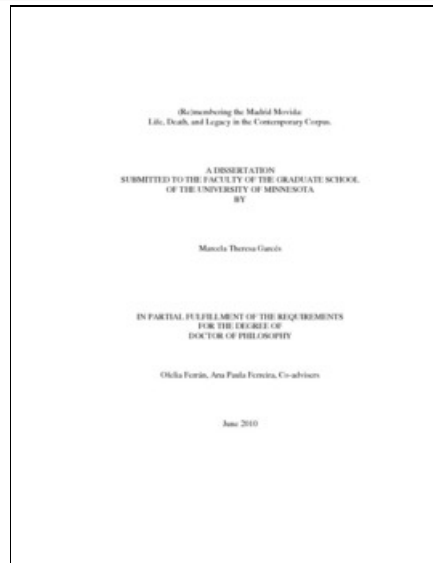 (Re)membering the Madrid Movida:
Life, Death, and Legacy in the Contemporary Corpus.
A DISSERTATION
SUBMITTED TO THE FACULTY OF THE GRADUATE SCHOOL
OF THE UNIVERSITY OF MINNESOTA
BY
Marcela Theresa Garcés
IN PARTIAL FULFILLMENT OF THE REQUIREMENTS
FOR THE DEGREE OF
DOCTOR OF PHILOSOPHY
Ofelia Ferrán, Ana Paula Ferreira, Co-advisers
June 2010